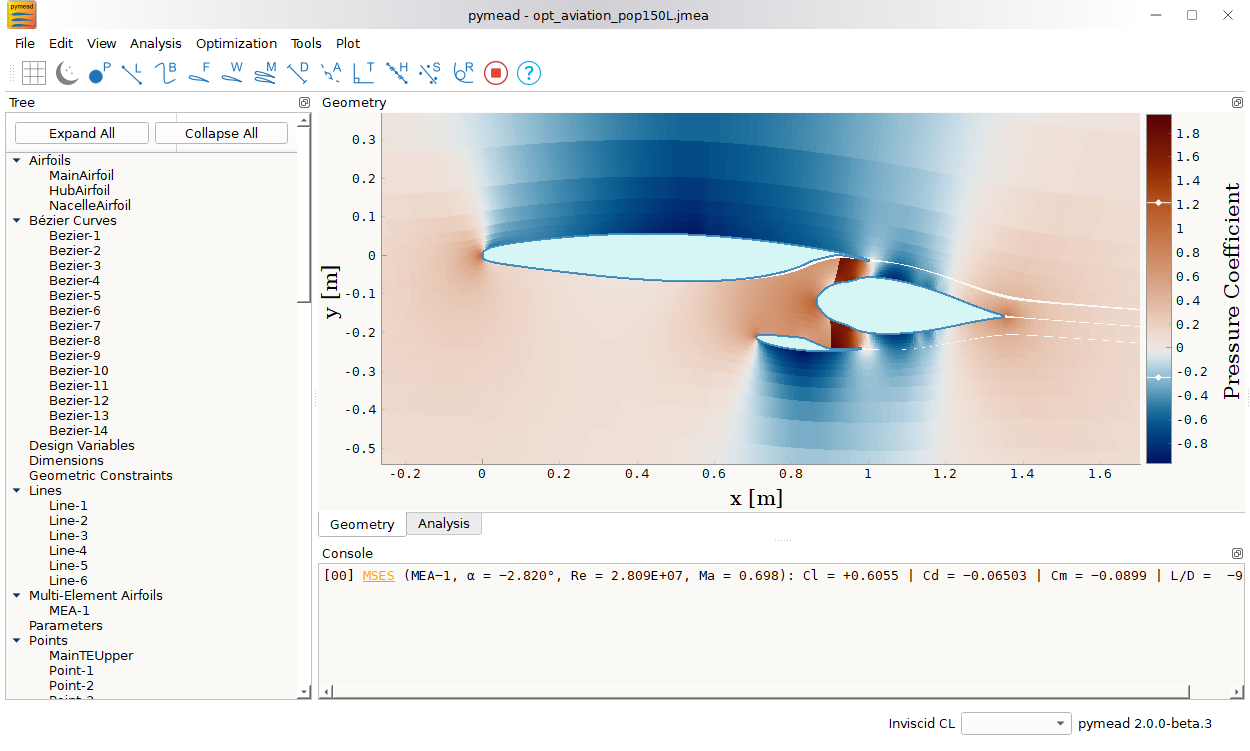 pymead
pymead - opt_aviation_pop150L.jmea
File Edit View Analysis Optimization Tools Plot
P L B F W M D A T H S R ?
Tree
Expand All Collapse All
Airfoils
MainAirfoil
HubAirfoil
NacelleAirfoil
Bézier Curves
Bezier-1
Bezier-2
Bezier-3
Bezier-4
Bezier-5
Bezier-6
Bezier-7
Bezier-8
Bezier-9
Bezier-10
Bezier-11
Bezier-12
Bezier-13
Bezier-14
Design Variables
Dimensions
Geometric Constraints
Lines
Line-1
Line-2
Line-3
Line-4
Line-5
Line-6
Multi-Element Airfoils
MEA-1
Parameters
Points
MainTEUpper
Point-1
Point-2
Geometry
0.3
0.2
0.1
0
-0.1
-0.2
-0.3
-0.4
-0.5
y [m]
-0.2 0 0.2 0.4 0.6 0.8 1 1.2 1.4 1.6
x [m]
1.8
1.6
1.4
1.2
1
0.8
0.6
0.4
0.2
0
-0.2
-0.4
-0.6
-0.8
Pressure Coefficient
Geometry Analysis
Console
[00] MSES (MEA−1, α = −2.820°, Re = 2.809E+07, Ma = 0.698): Cl = +0.6055 | Cd = −0.06503 | Cm = −0.0899 | L/D = −9
Inviscid CL pymead 2.0.0-beta.3